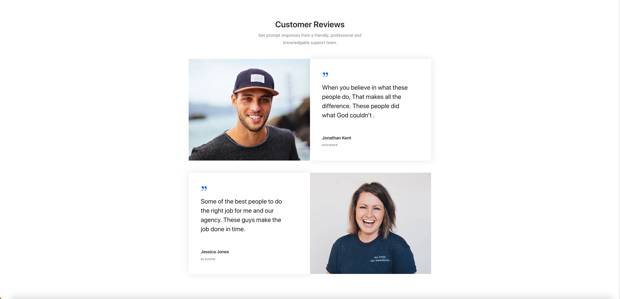 Customer Reviews
Get prompt responses from a friendly, professional and
knowledgable support team.
”
When you believe in what these
people do, That makes all the
difference. These people did
what God couldn't .
Jonathan Kent
”
Some of the best people to do
the right job for me and our
agency. These guys make the
job done in time.
Jessica Jones